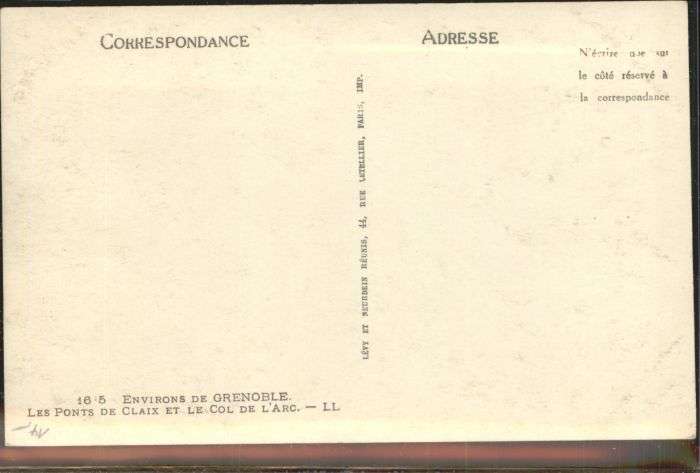 CORRESPONDANCE
ADRESSE
N'écrire que sur
le côté réservé à
la correspondance
LÉVY ET NEURDEIN RÉUNIS, 44, RUE LETELLIER, PARIS, IMP.
16 5 ENVIRONS DE GRENOBLE.
LES PONTS DE CLAIX ET LE COL DE L'ARC. — LL